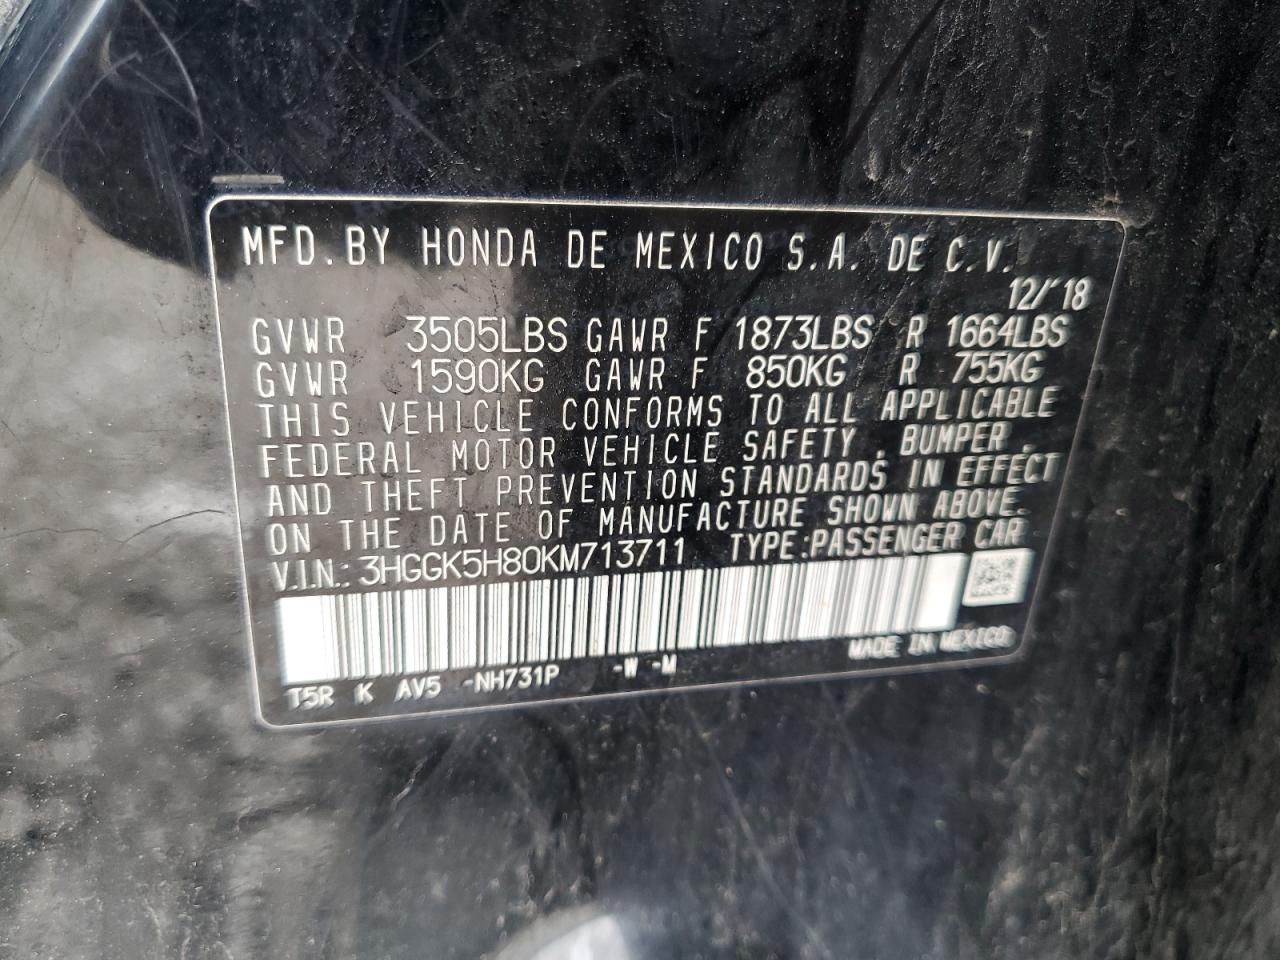 MFD. BY HONDA DE MEXICO S.A. DE C.V.
12/'18
GVWR 3505LBS GAWR F 1873LBS R 1664LBS
GVWR 1590KG GAWR F 850KG R 755KG
THIS VEHICLE CONFORMS TO ALL APPLICABLE
FEDERAL MOTOR VEHICLE SAFETY , BUMPER ,
AND THEFT PREVENTION STANDARDS IN EFFECT
ON THE DATE OF MANUFACTURE SHOWN ABOVE.
V.I.N.: 3HGGK5H80KM713711 TYPE:PASSENGER CAR
T5R K AV5 -NH731P -W -M MADE IN MEXICO